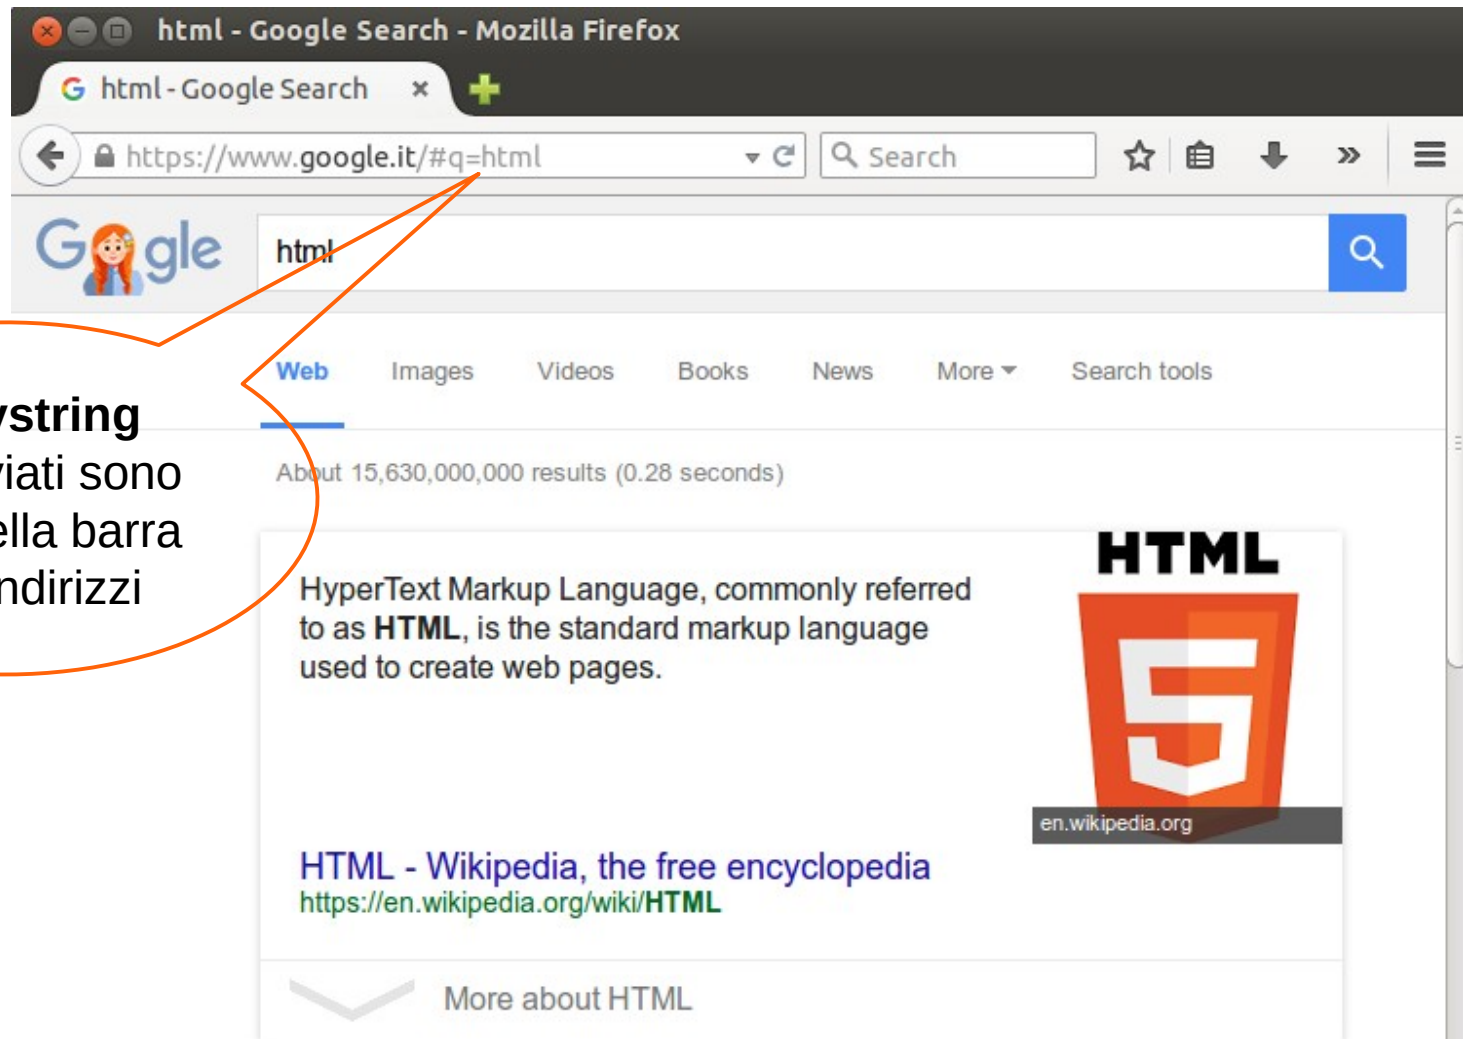 html - Google Search - Mozilla Firefox
G html - Google Search
https://www.google.it/#q=html
Search
Google
html
Web Images Videos Books News More Search tools
About 15,630,000,000 results (0.28 seconds)
ystring
viati sono
ella barra
ndirizzi
HyperText Markup Language, commonly referred
to as HTML, is the standard markup language
used to create web pages.
HTML
5
en.wikipedia.org
HTML - Wikipedia, the free encyclopedia
https://en.wikipedia.org/wiki/HTML
More about HTML